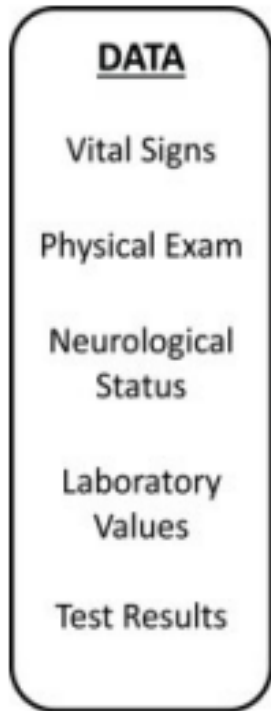 DATA
Vital Signs
Physical Exam
Neurological
Status
Laboratory
Values
Test Results